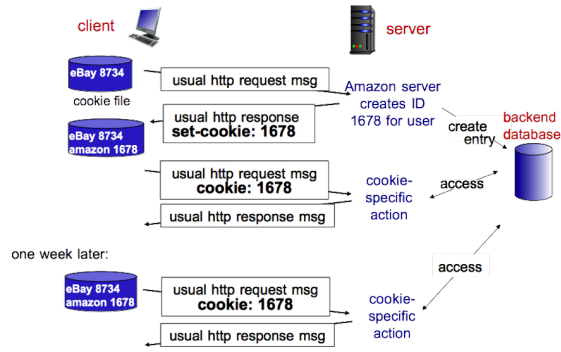 client
server
eBay 8734
usual http request msg
cookie file
Amazon server
creates ID
1678 for user
usual http response
set-cookie: 1678
eBay 8734
amazon 1678
create
entry
backend
database
usual http request msg
cookie: 1678
cookie-
specific
action
access
usual http response msg
one week later:
access
eBay 8734
amazon 1678
usual http request msg
cookie: 1678
cookie-
specific
action
usual http response msg